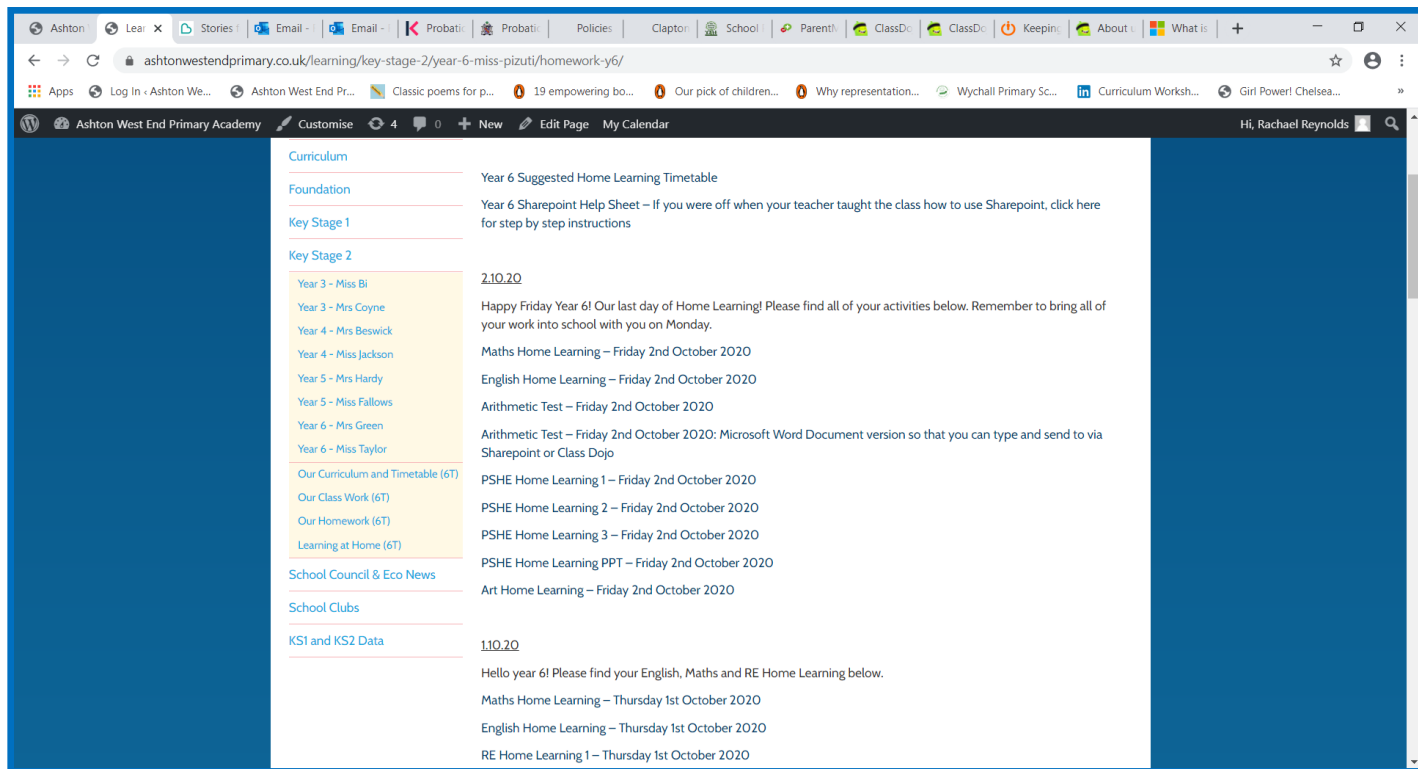 Ashton
Lear
Stories f
Email -
Email -
Probatic
Probatic
Policies
Clapton
School
ParentM
ClassDo
ClassDo
Keeping
About u
What is
ashtonwestendprimary.co.uk/learning/key-stage-2/year-6-miss-pizuti/homework-y6/
Apps
Log In ‹ Ashton We...
Ashton West End Pr...
Classic poems for p...
19 empowering bo...
Our pick of children...
Why representation...
Wychall Primary Sc...
Curriculum Worksh...
Girl Power! Chelsea...
Ashton West End Primary Academy
Customise
4
0
New
Edit Page
My Calendar
Hi, Rachael Reynolds
Curriculum
Foundation
Key Stage 1
Key Stage 2
Year 3 - Miss Bi
Year 3 - Mrs Coyne
Year 4 - Mrs Beswick
Year 4 - Miss Jackson
Year 5 - Mrs Hardy
Year 5 - Miss Fallows
Year 6 - Mrs Green
Year 6 - Miss Taylor
Our Curriculum and Timetable (6T)
Our Class Work (6T)
Our Homework (6T)
Learning at Home (6T)
School Council & Eco News
School Clubs
KS1 and KS2 Data
Year 6 Suggested Home Learning Timetable
Year 6 Sharepoint Help Sheet – If you were off when your teacher taught the class how to use Sharepoint, click here
for step by step instructions
2.10.20
Happy Friday Year 6! Our last day of Home Learning! Please find all of your activities below. Remember to bring all of
your work into school with you on Monday.
Maths Home Learning – Friday 2nd October 2020
English Home Learning – Friday 2nd October 2020
Arithmetic Test – Friday 2nd October 2020
Arithmetic Test – Friday 2nd October 2020: Microsoft Word Document version so that you can type and send to via
Sharepoint or Class Dojo
PSHE Home Learning 1 – Friday 2nd October 2020
PSHE Home Learning 2 – Friday 2nd October 2020
PSHE Home Learning 3 – Friday 2nd October 2020
PSHE Home Learning PPT – Friday 2nd October 2020
Art Home Learning – Friday 2nd October 2020
1.10.20
Hello year 6! Please find your English, Maths and RE Home Learning below.
Maths Home Learning – Thursday 1st October 2020
English Home Learning – Thursday 1st October 2020
RE Home Learning 1 – Thursday 1st October 2020